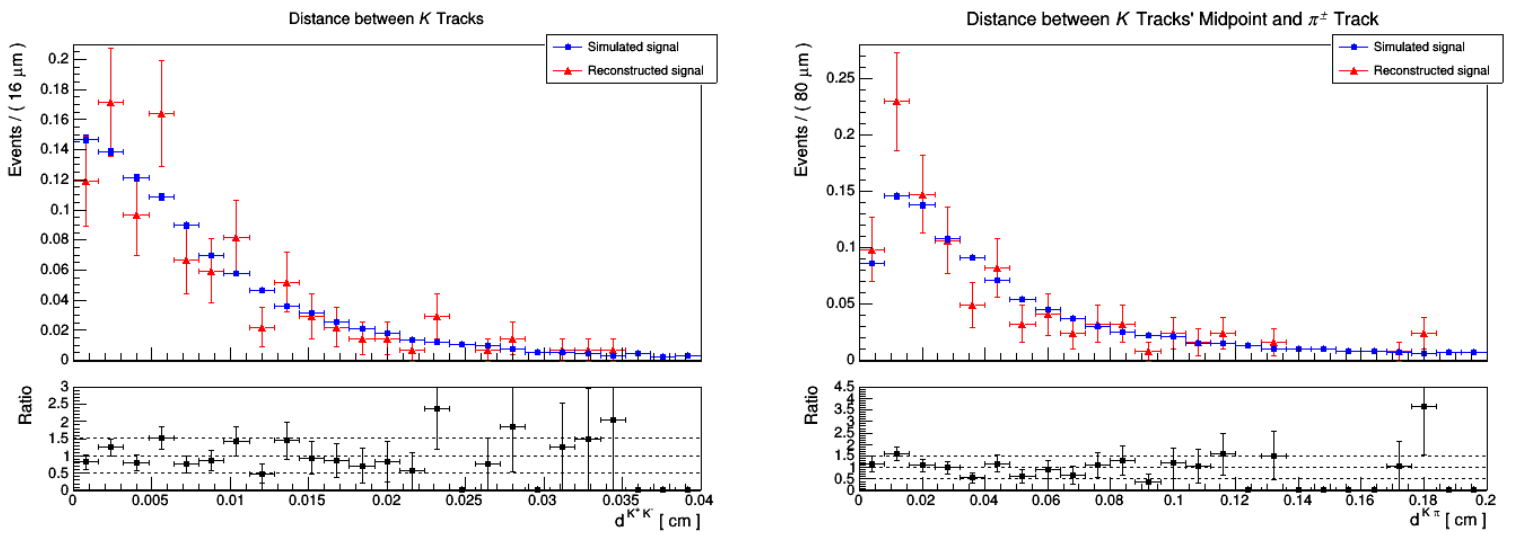 Distance between K Tracks
Events / ( 16 μm )
0.2
0.18
0.16
0.14
0.12
0.1
0.08
0.06
0.04
0.02
0
Simulated signal
Reconstructed signal
Ratio
3
2.5
2
1.5
1
0.5
0
0 0.005 0.01 0.015 0.02 0.025 0.03 0.035 0.04
d K⁺ K⁻ [ cm ]
Distance between K Tracks' Midpoint and π± Track
Events / ( 80 μm )
0.25
0.2
0.15
0.1
0.05
0
Simulated signal
Reconstructed signal
Ratio
4.5
4
3.5
3
2.5
2
1.5
1
0.5
0
0 0.02 0.04 0.06 0.08 0.1 0.12 0.14 0.16 0.18 0.2
d K π [ cm ]